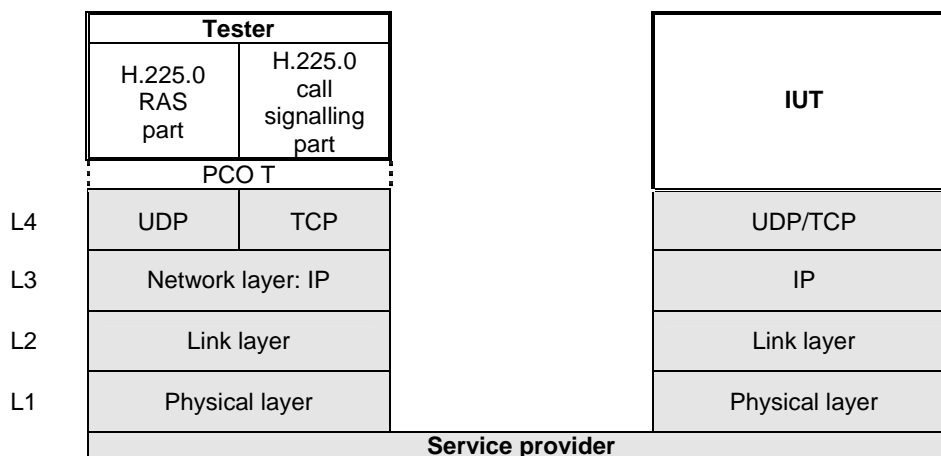 Tester
H.225.0
RAS
part
H.225.0
call
signalling
part
IUT
PCO T
L4
UDP
TCP
UDP/TCP
L3
Network layer: IP
IP
L2
Link layer
Link layer
L1
Physical layer
Physical layer
Service provider